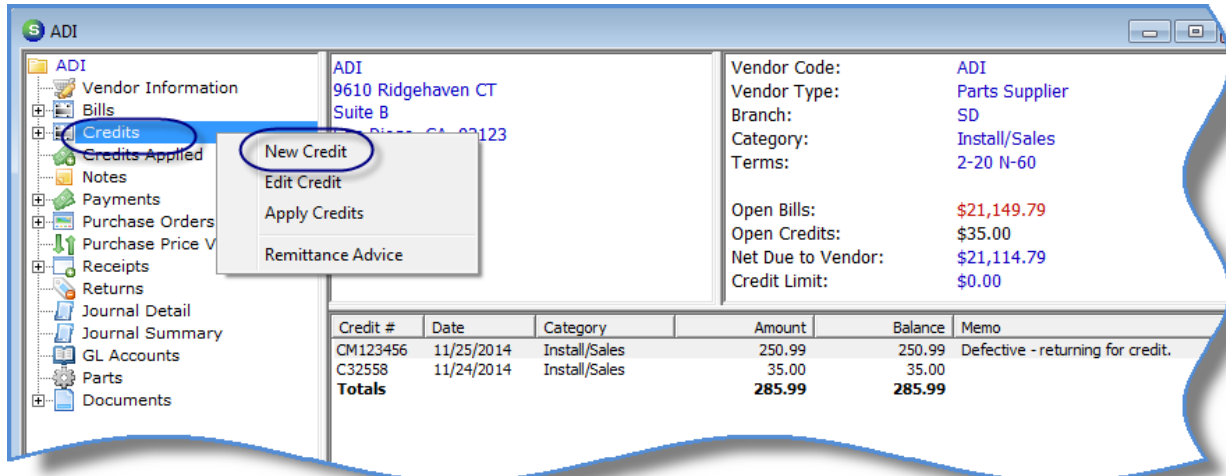 ADI
ADI
Vendor Information
Bills
Credits
Credits Applied
Notes
Payments
Purchase Orders
Purchase Price V
Receipts
Returns
Journal Detail
Journal Summary
GL Accounts
Parts
Documents
New Credit
Edit Credit
Apply Credits
Remittance Advice
ADI
9610 Ridgehaven CT
Suite B
Diego, CA 92123
Vendor Code: ADI
Vendor Type: Parts Supplier
Branch: SD
Category: Install/Sales
Terms: 2-20 N-60
Open Bills: $21,149.79
Open Credits: $35.00
Net Due to Vendor: $21,114.79
Credit Limit: $0.00
Credit # Date Category Amount Balance Memo
CM123456 11/25/2014 Install/Sales 250.99 250.99 Defective - returning for credit.
C32558 11/24/2014 Install/Sales 35.00 35.00
Totals 285.99 285.99